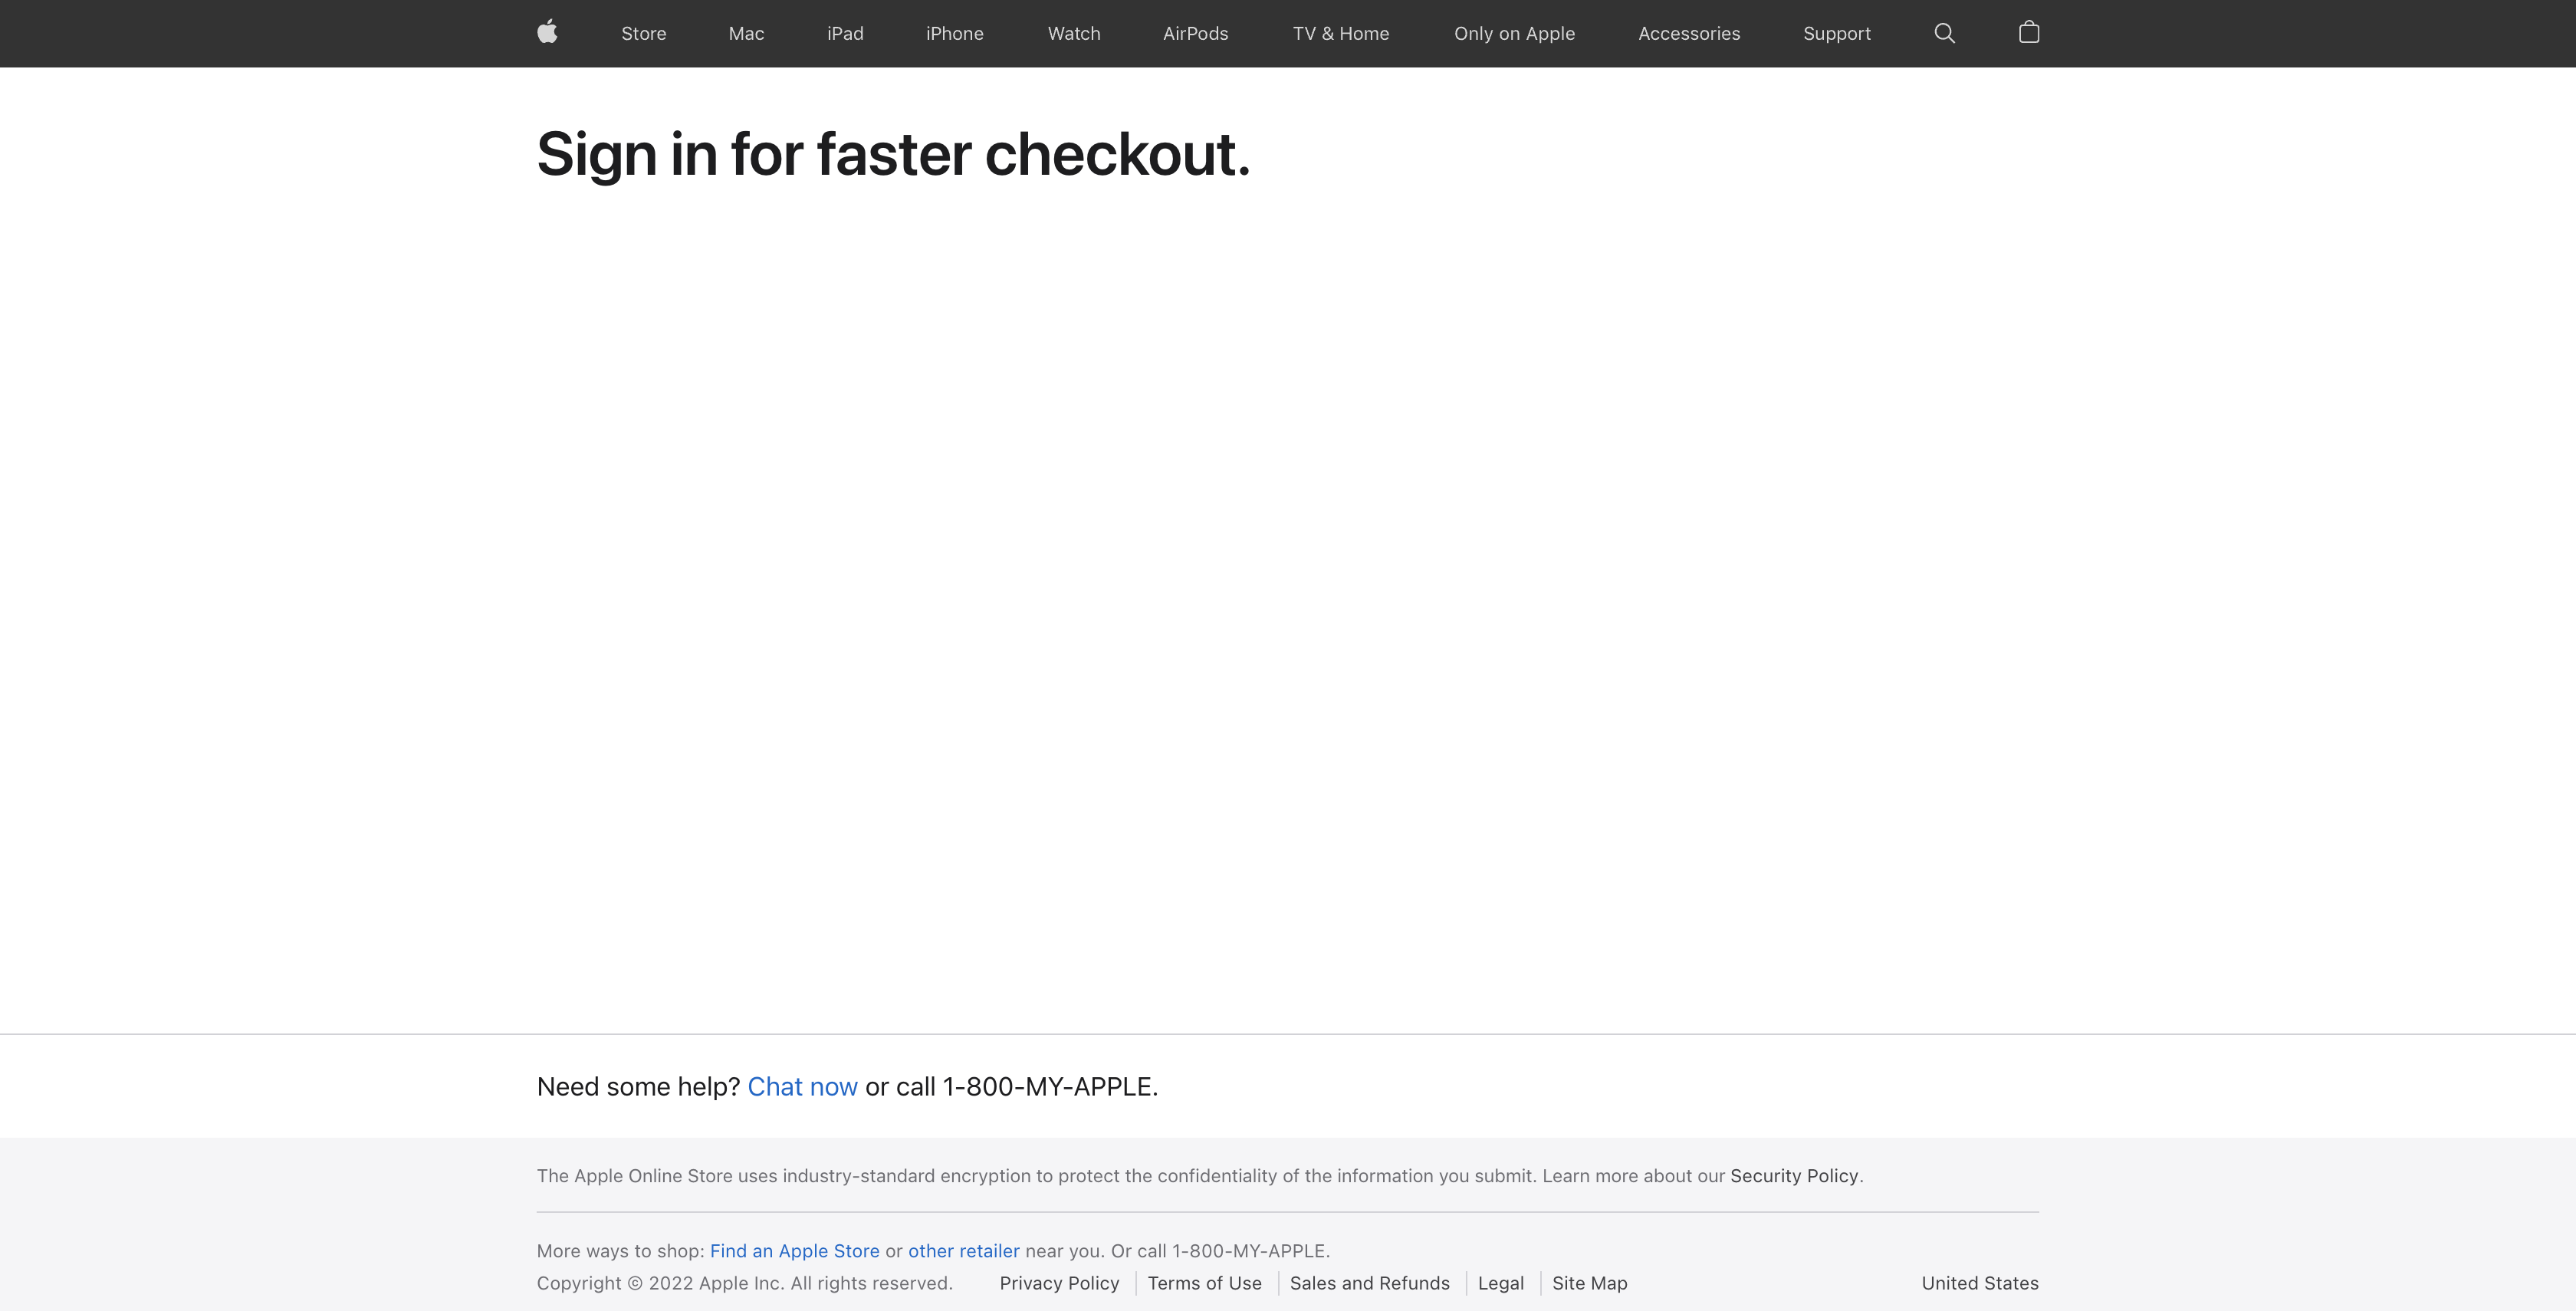 Store Mac iPad iPhone Watch AirPods TV & Home Only on Apple Accessories Support
Sign in for faster checkout.
Need some help? Chat now or call 1-800-MY-APPLE.
The Apple Online Store uses industry-standard encryption to protect the confidentiality of the information you submit. Learn more about our Security Policy.
More ways to shop: Find an Apple Store or other retailer near you. Or call 1-800-MY-APPLE.
Copyright © 2022 Apple Inc. All rights reserved. Privacy Policy Terms of Use Sales and Refunds Legal Site Map United States